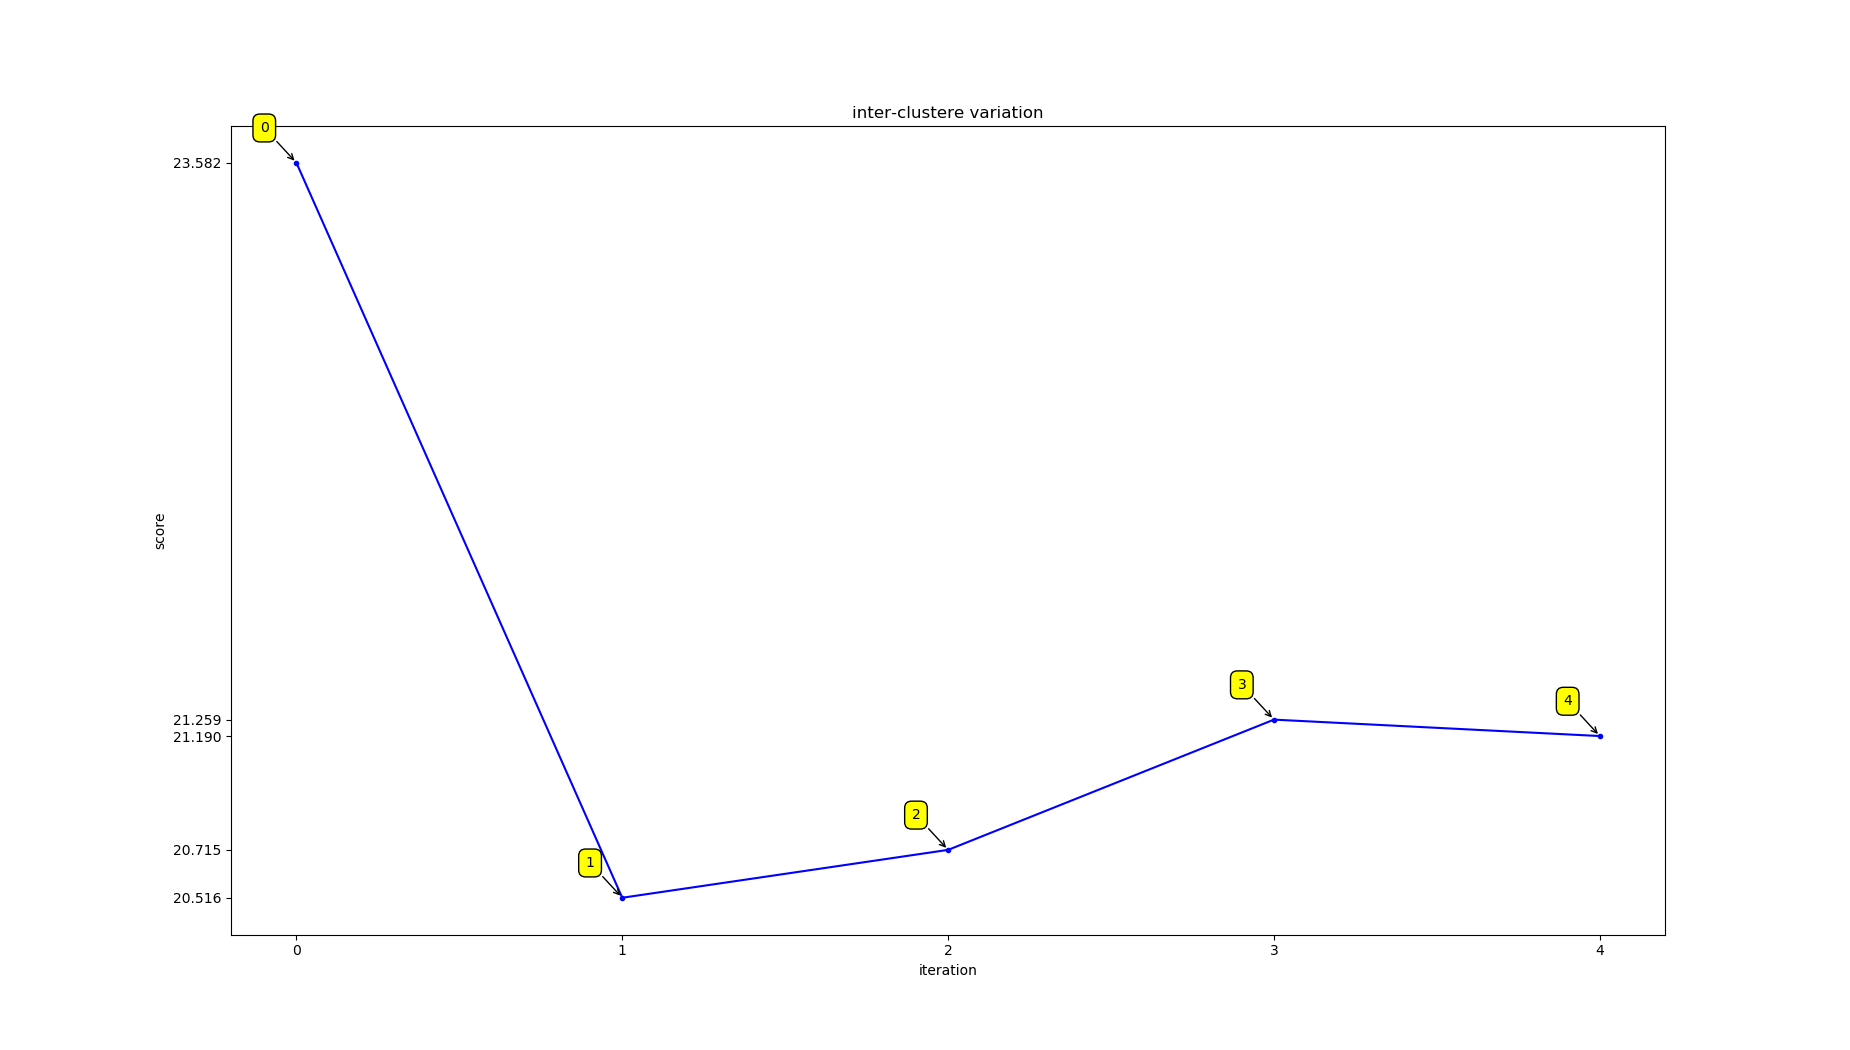 inter-clustere variation
0
23.582
score
3
4
21.259
21.190
2
20.715
1
20.516
0 1 2 3 4
iteration